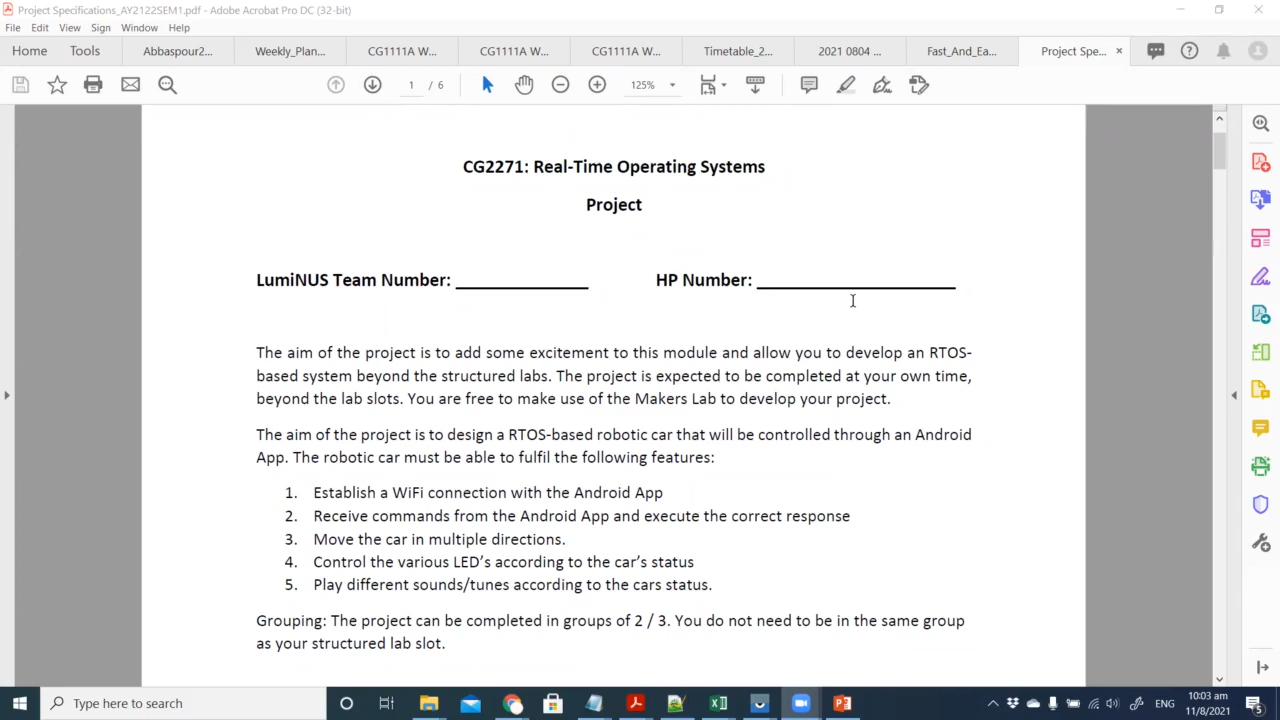 Project Specifications_AY2122SEM1.pdf - Adobe Acrobat Pro DC (32-bit)
File Edit View Sign Window Help
Home Tools Abbaspour2... Weekly_Plan... CG1111A W... CG1111A W... CG1111A W... Timetable_2... 2021 0804 ... Fast_And_Ea... Project Spe... ×
1 / 6 125%
CG2271: Real-Time Operating Systems
Project
LumiNUS Team Number: ______________ HP Number: _____________________
The aim of the project is to add some excitement to this module and allow you to develop an RTOS-
based system beyond the structured labs. The project is expected to be completed at your own time,
beyond the lab slots. You are free to make use of the Makers Lab to develop your project.
The aim of the project is to design a RTOS-based robotic car that will be controlled through an Android
App. The robotic car must be able to fulfil the following features:
1. Establish a WiFi connection with the Android App
2. Receive commands from the Android App and execute the correct response
3. Move the car in multiple directions.
4. Control the various LED’s according to the car’s status
5. Play different sounds/tunes according to the cars status.
Grouping: The project can be completed in groups of 2 / 3. You do not need to be in the same group
as your structured lab slot.
Type here to search
ENG
10:03 am
11/8/2021
5